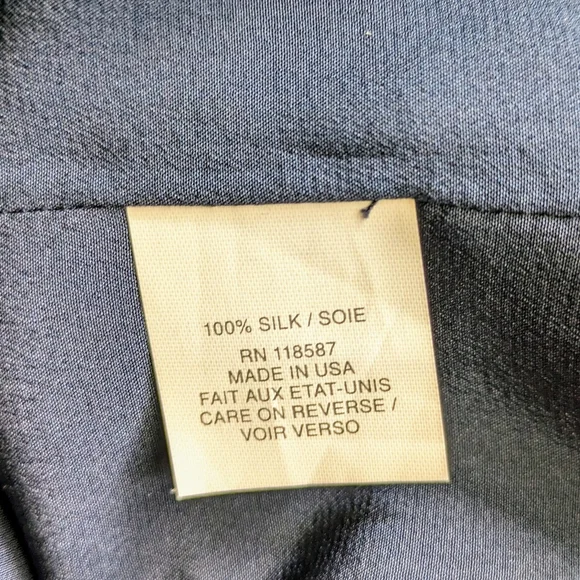 100% SILK / SOIE
RN 118587
MADE IN USA
FAIT AUX ETAT-UNIS
CARE ON REVERSE /
VOIR VERSO